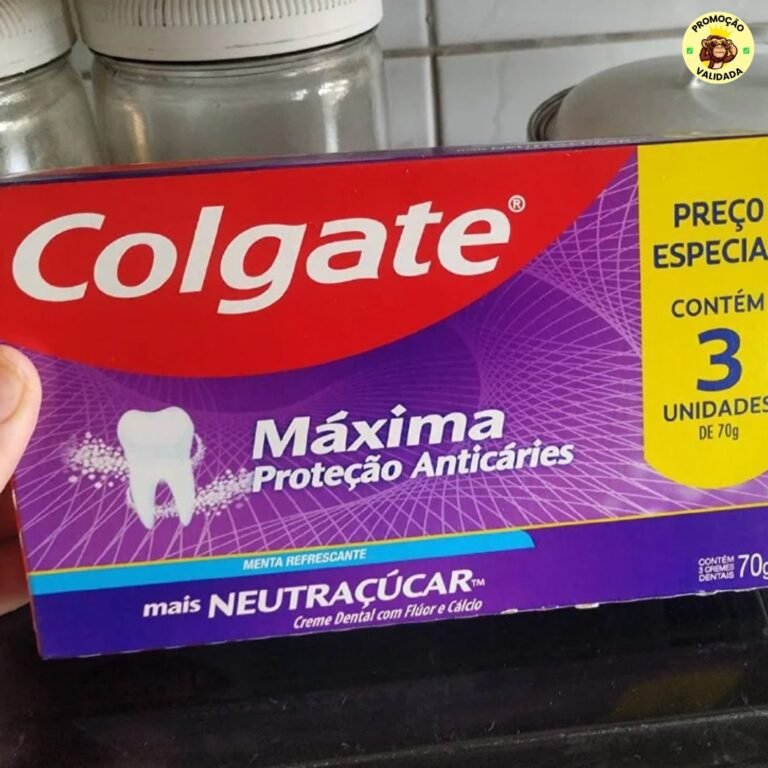 PROMOÇÃO
VALIDADA
Colgate®
PREÇO
ESPECIA
CONTÉM
3
UNIDADES
DE 70g
Máxima
Proteção Anticáries
MENTA REFRESCANTE
mais NEUTRAÇÚCAR™
Creme Dental com Flúor e Cálcio
CONTÉM
3 CREMES
DENTAIS
70g